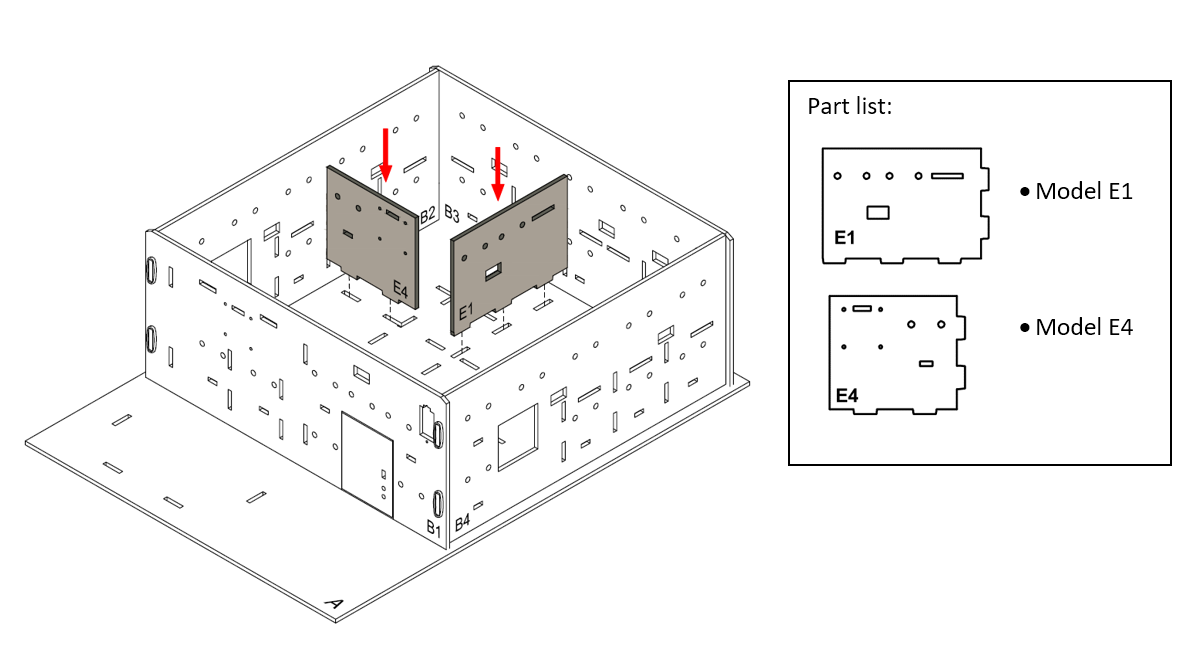 B2
B3
E4
E1
B1
B4
A
Part list:
E1
• Model E1
E4
• Model E4